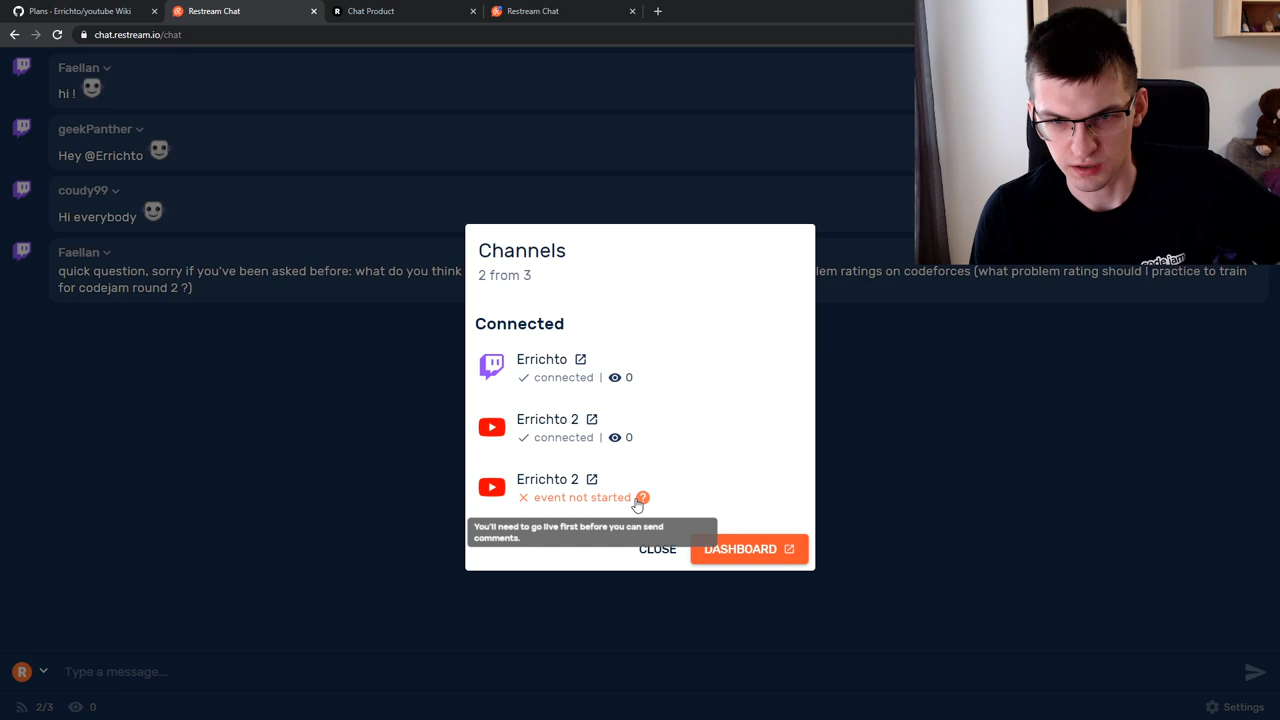 Plans - Errichto/youtube Wiki
Restream Chat
Chat Product
Restream Chat
chat.restream.io/chat
Faellan
hi !
geekPanther
Hey @Errichto
coudy99
Hi everybody
Faellan
quick question, sorry if you've been asked before: what do you think
lem ratings on codeforces (what problem rating should I practice to train
for codejam round 2 ?)
Channels
2 from 3
Connected
Errichto
connected | 0
Errichto 2
connected | 0
Errichto 2
event not started ?
You'll need to go live first before you can send
comments.
CLOSE
DASHBOARD
R
Type a message...
2/3
0
Settings
code jam